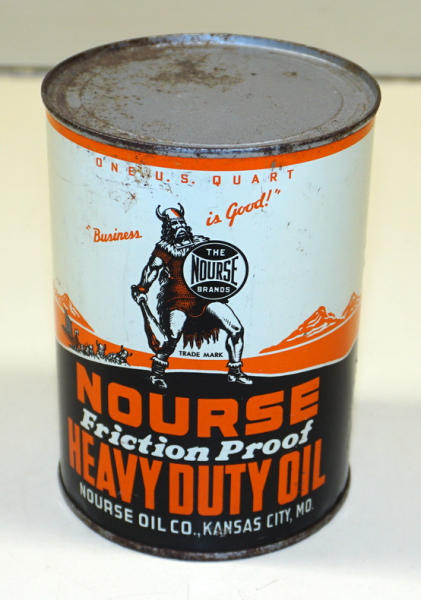 ONE U.S. QUART
"Business is Good!"
THE
NOURSE
BRANDS
TRADE MARK
NOURSE
Friction Proof
HEAVY DUTY OIL
NOURSE OIL CO., KANSAS CITY, MO.